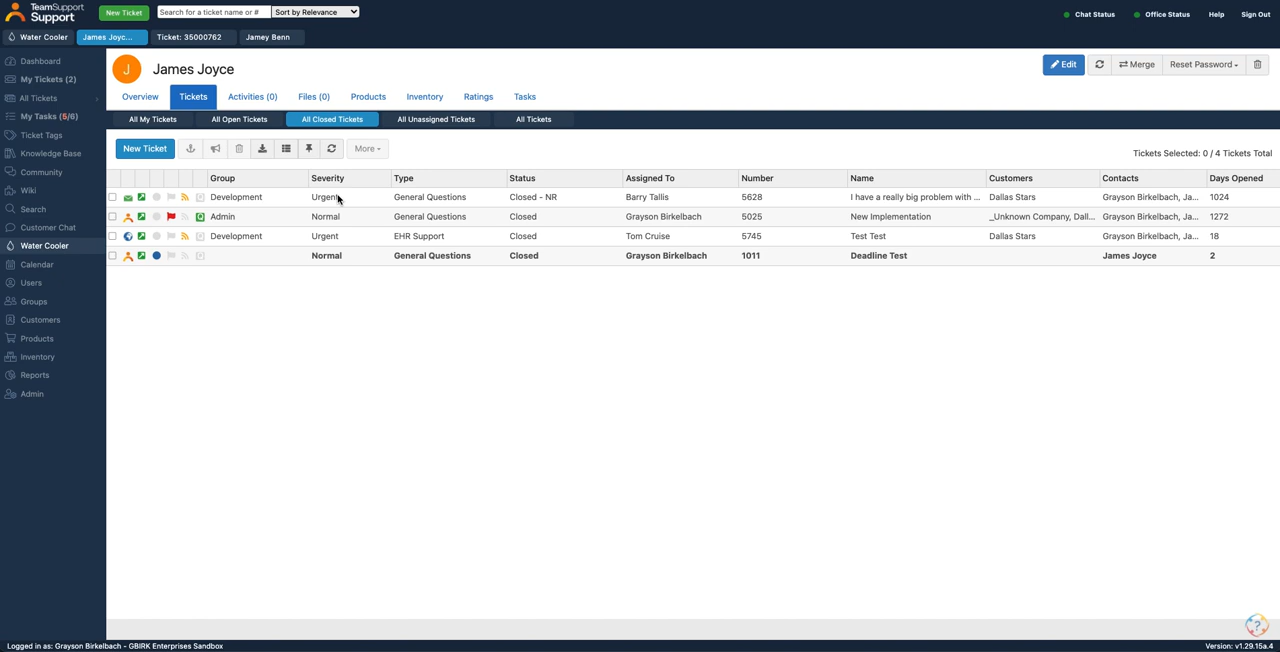 TeamSupport
Support
New Ticket
Search for a ticket name or #
Sort by Relevance
Chat Status
Office Status
Help
Sign Out
Water Cooler
James Joyc...
Ticket: 35000762
Jamey Benn
Dashboard
My Tickets (2)
All Tickets
My Tasks (5/6)
Ticket Tags
Knowledge Base
Community
Wiki
Search
Customer Chat
Water Cooler
Calendar
Users
Groups
Customers
Products
Inventory
Reports
Admin
J
James Joyce
Edit
Merge
Reset Password
Overview
Tickets
Activities (0)
Files (0)
Products
Inventory
Ratings
Tasks
All My Tickets
All Open Tickets
All Closed Tickets
All Unassigned Tickets
All Tickets
New Ticket
More
Tickets Selected: 0 / 4 Tickets Total
Group Severity Type Status Assigned To Number Name Customers Contacts Days Opened
Development Urgent General Questions Closed - NR Barry Tallis 5628 I have a really big problem with ... Dallas Stars Grayson Birkelbach, Ja... 1024
Admin Normal General Questions Closed Grayson Birkelbach 5025 New Implementation _Unknown Company, Dall... Grayson Birkelbach, Ja... 1272
Development Urgent EHR Support Closed Tom Cruise 5745 Test Test Dallas Stars Grayson Birkelbach, Ja... 18
Normal General Questions Closed Grayson Birkelbach 1011 Deadline Test James Joyce 2
?
Logged in as: Grayson Birkelbach - GBIRK Enterprises Sandbox
Version: v1.29.15a.4